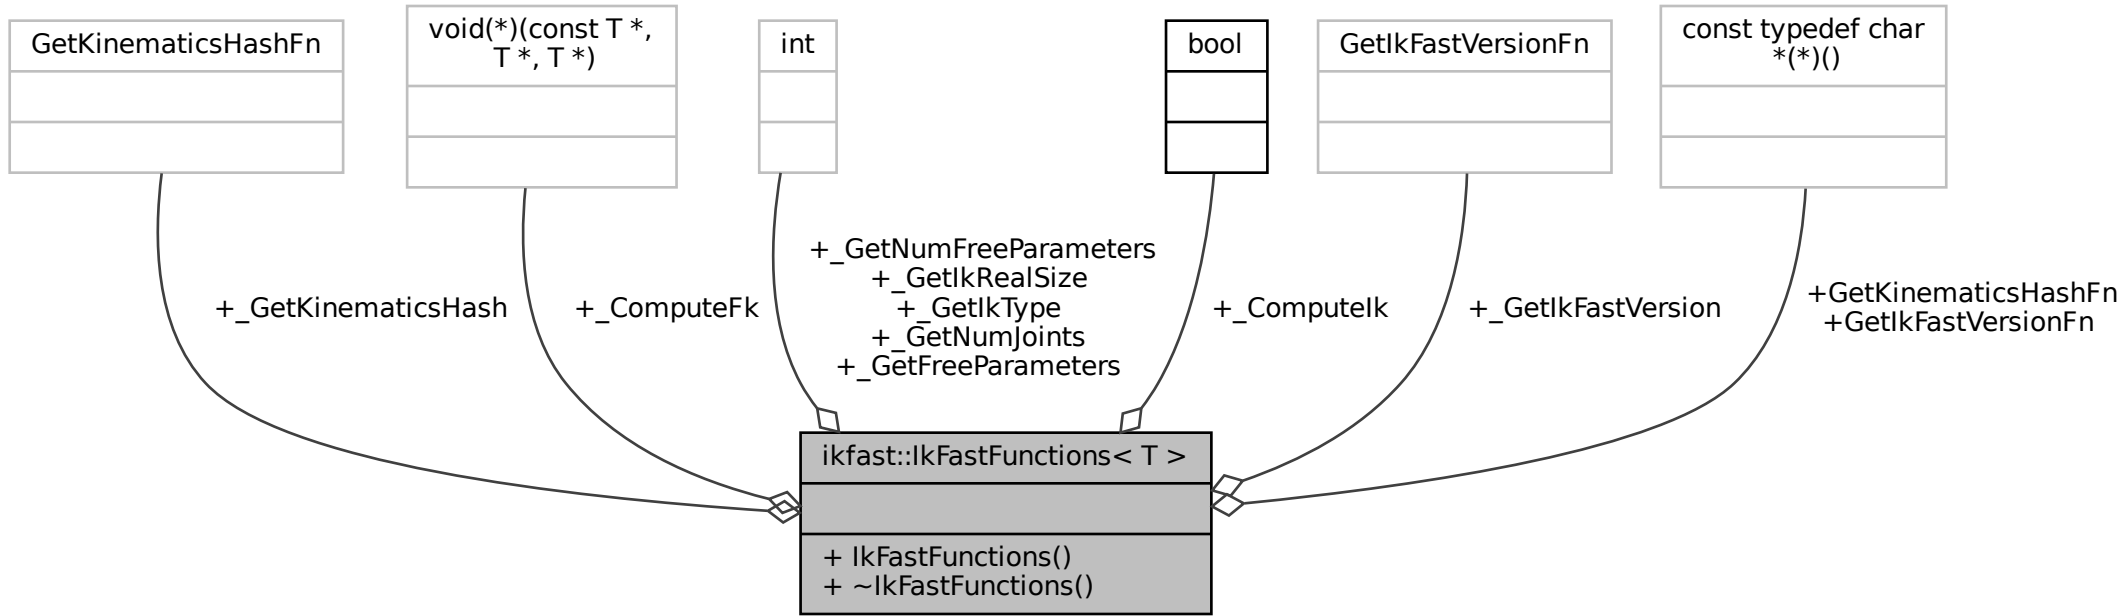 GetKinematicsHashFn
void(*)(const T *,
T *, T *)
int
bool
GetIkFastVersionFn
const typedef char
*(*)()
+_GetKinematicsHash
+_ComputeFk
+_GetNumFreeParameters
+_GetIkRealSize
+_GetIkType
+_GetNumJoints
+_GetFreeParameters
+_ComputeIk
+_GetIkFastVersion
+GetKinematicsHashFn
+GetIkFastVersionFn
ikfast::IkFastFunctions< T >
+ IkFastFunctions()
+ ~IkFastFunctions()